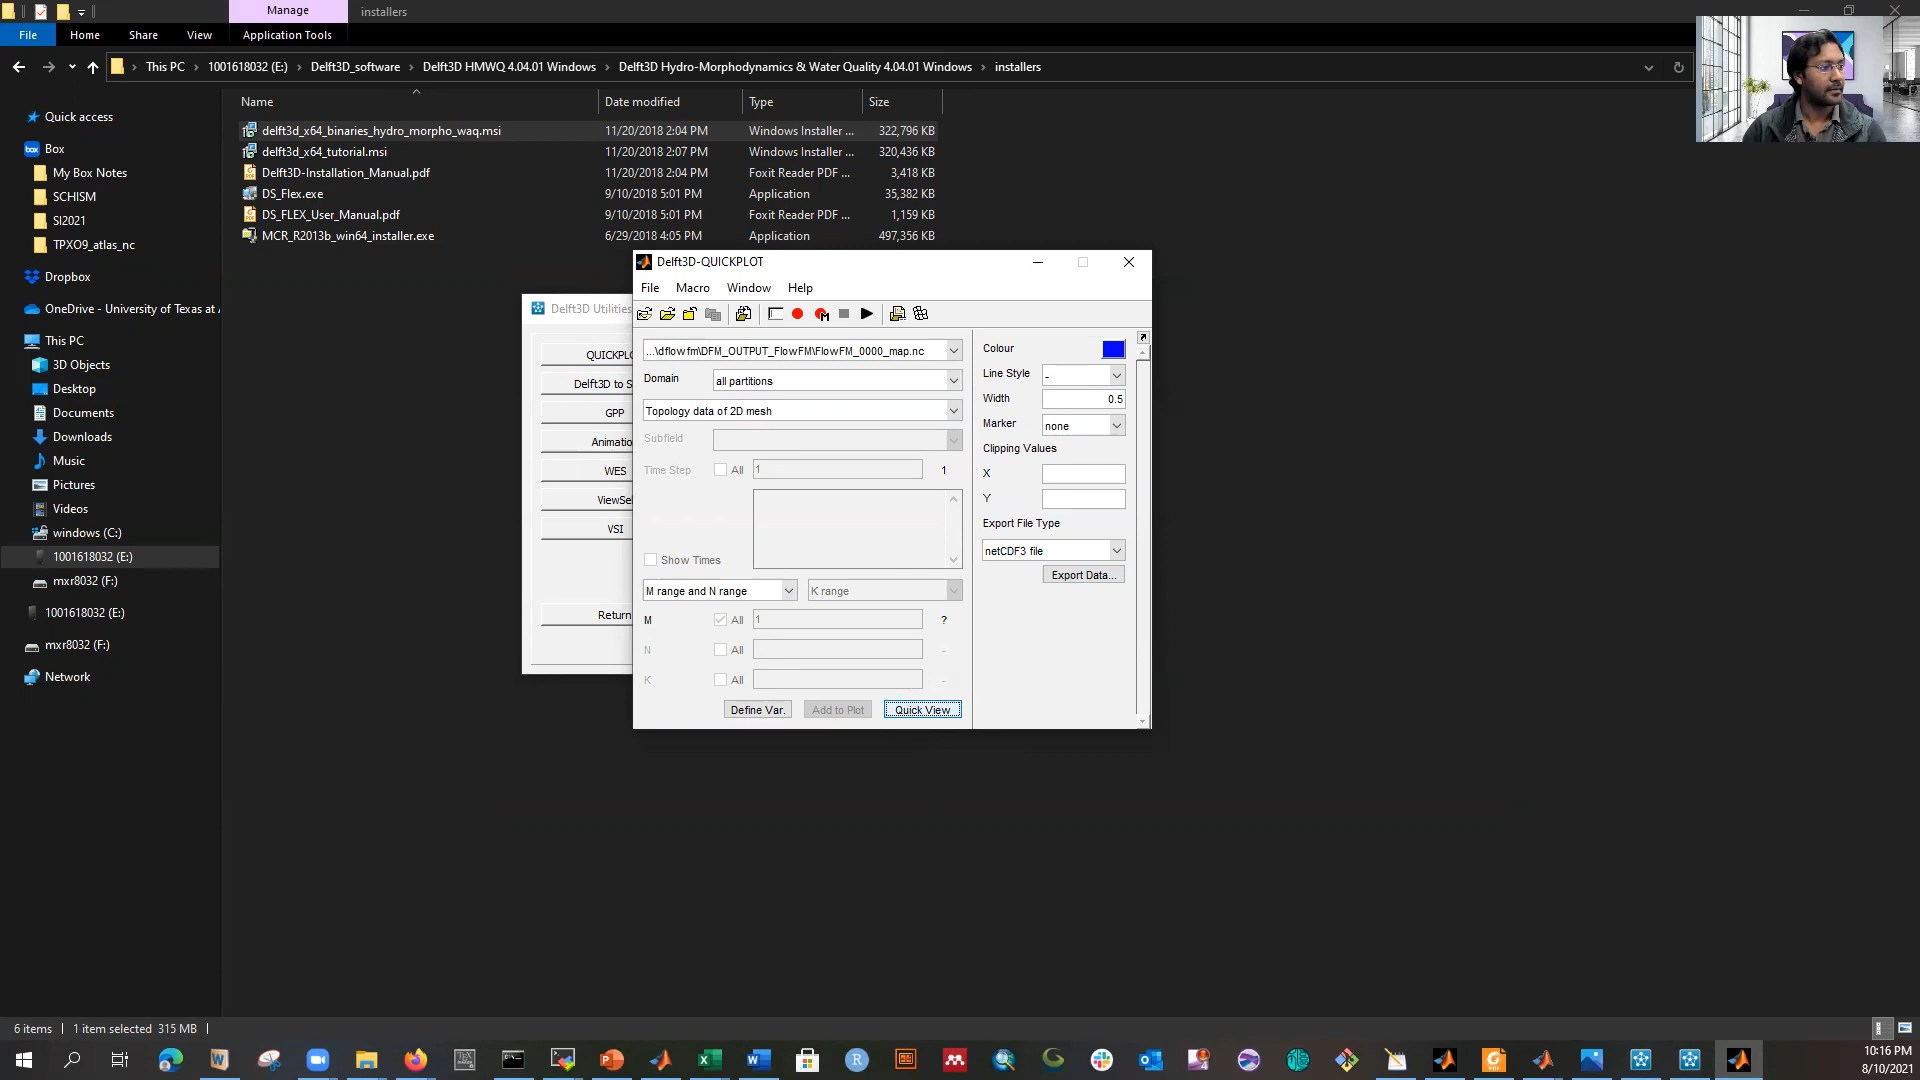 Manage
installers
File
Home
Share
View
Application Tools
This PC
1001618032 (E:)
Delft3D_software
Delft3D HMWQ 4.04.01 Windows
Delft3D Hydro-Morphodynamics & Water Quality 4.04.01 Windows
installers
Name
Date modified
Type
Size
delft3d_x64_binaries_hydro_morpho_waq.msi 11/20/2018 2:04 PM Windows Installer ... 322,796 KB
delft3d_x64_tutorial.msi 11/20/2018 2:07 PM Windows Installer ... 320,436 KB
Delft3D-Installation_Manual.pdf 11/20/2018 2:04 PM Foxit Reader PDF ... 3,418 KB
DS_Flex.exe 9/10/2018 5:01 PM Application 35,382 KB
DS_FLEX_User_Manual.pdf 9/10/2018 5:01 PM Foxit Reader PDF ... 1,159 KB
MCR_R2013b_win64_installer.exe 6/29/2018 4:05 PM Application 497,356 KB
Quick access
Box
My Box Notes
SCHISM
SI2021
TPXO9_atlas_nc
Dropbox
OneDrive - University of Texas at
This PC
3D Objects
Desktop
Documents
Downloads
Music
Pictures
Videos
windows (C:)
1001618032 (E:)
mxr8032 (F:)
1001618032 (E:)
mxr8032 (F:)
Network
Delft3D Utilities
QUICKPLO
Delft3D to S
GPP
Animatio
WES
ViewSel
VSI
Return
Delft3D-QUICKPLOT
File Macro Window Help
...\dflowfm\DFM_OUTPUT_FlowFM\FlowFM_0000_map.nc
Domain all partitions
Topology data of 2D mesh
Subfield
Time Step All 1 1
Show Times
M range and N range K range
M All 1 ?
N All -
K All -
Define Var. Add to Plot Quick View
Colour
Line Style -
Width 0.5
Marker none
Clipping Values
X
Y
Export File Type
netCDF3 file
Export Data...
6 items 1 item selected 315 MB
10:16 PM
8/10/2021